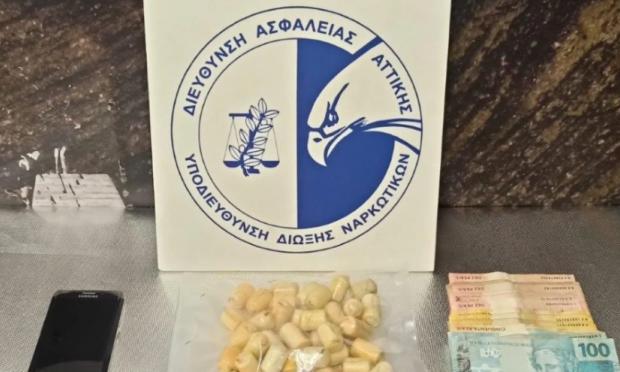 ΔΙΕΥΘΥΝΣΗ ΑΣΦΑΛΕΙΑΣ ΑΤΤΙΚΗΣ
ΥΠΟΔΙΕΥΘΥΝΣΗ ΔΙΩΞΗΣ ΝΑΡΚΩΤΙΚΩΝ
SAMSUNG
100